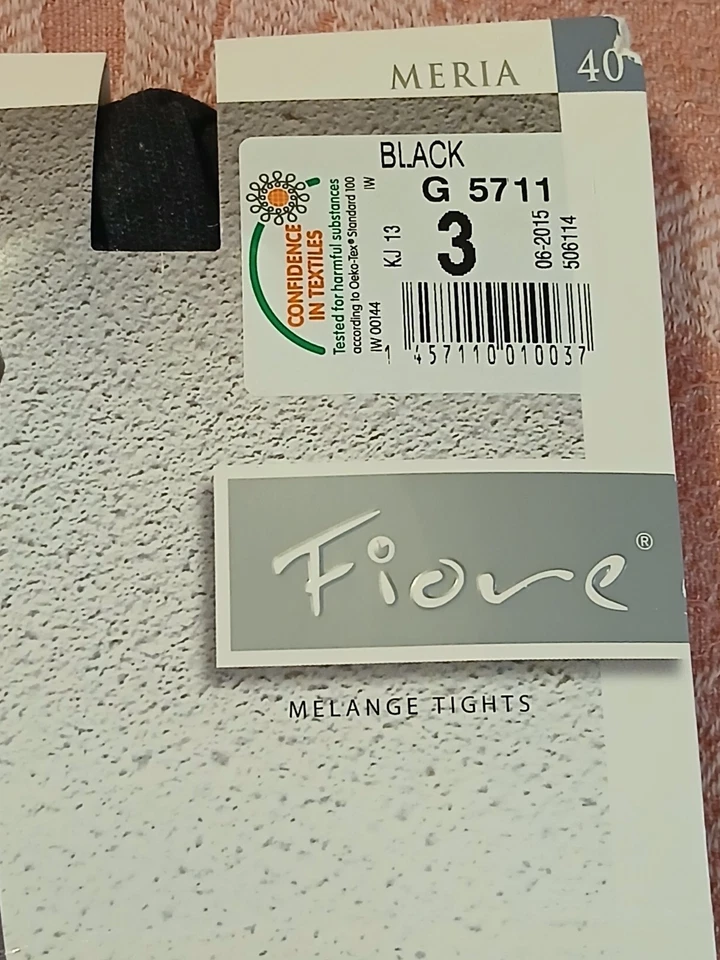 MERIA
40
BLACK
G 5711
3
KJ 13
IW
06-2015
506114
CONFIDENCE
IN TEXTILES
Tested for harmful substances
according to Oeko-Tex® Standard 100
IW 00144
1 457110 010037
Fiore®
MELANGE TIGHTS